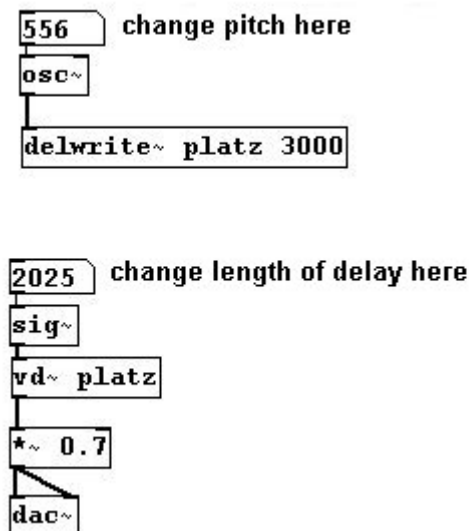 556 change pitch here
osc~
delwrite~ platz 3000
2025 change length of delay here
sig~
vd~ platz
*~ 0.7
dac~